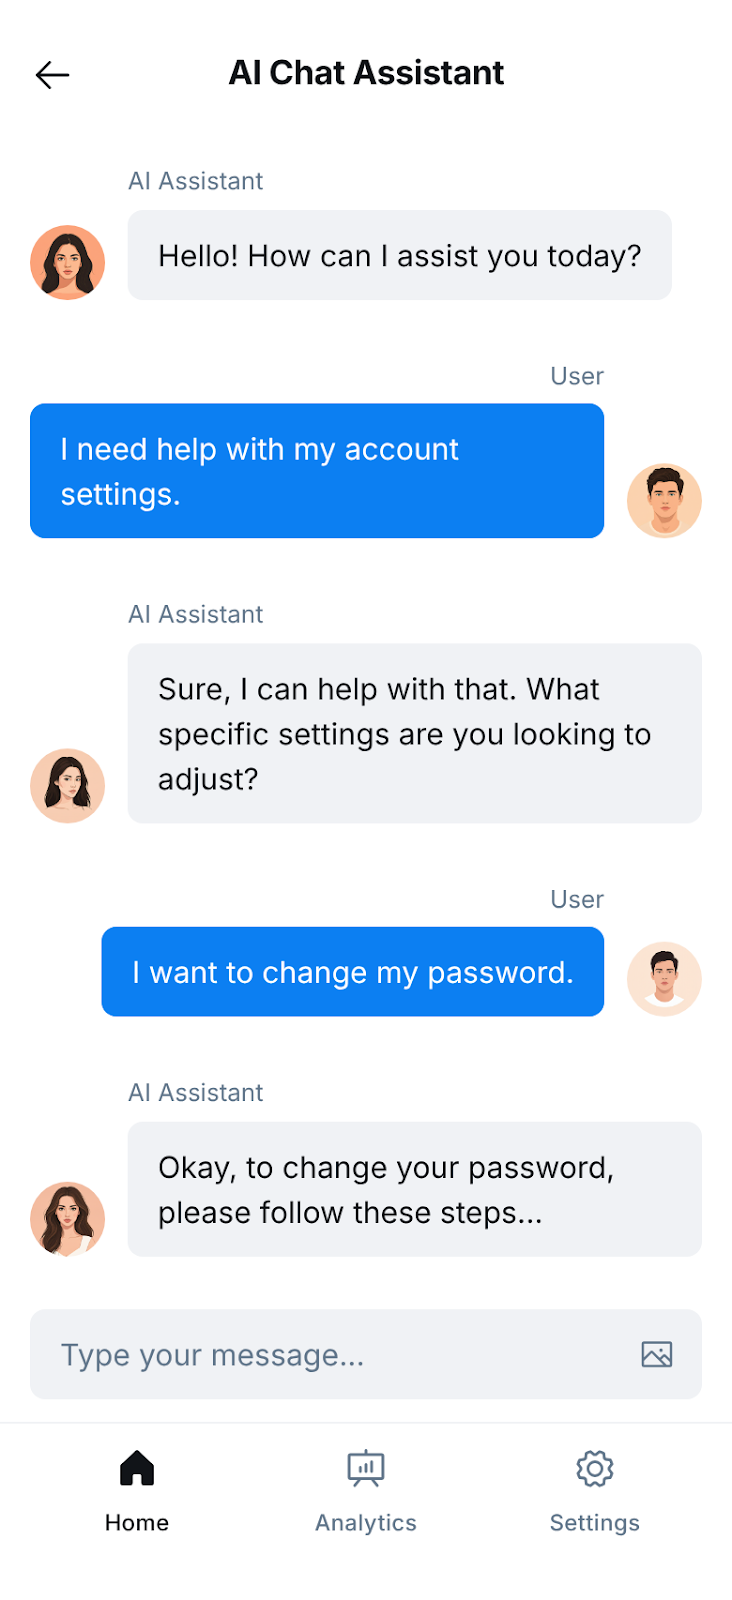 AI Chat Assistant
AI Assistant
Hello! How can I assist you today?
User
I need help with my account
settings.
AI Assistant
Sure, I can help with that. What
specific settings are you looking to
adjust?
User
I want to change my password.
AI Assistant
Okay, to change your password,
please follow these steps...
Type your message...
Home
Analytics
Settings